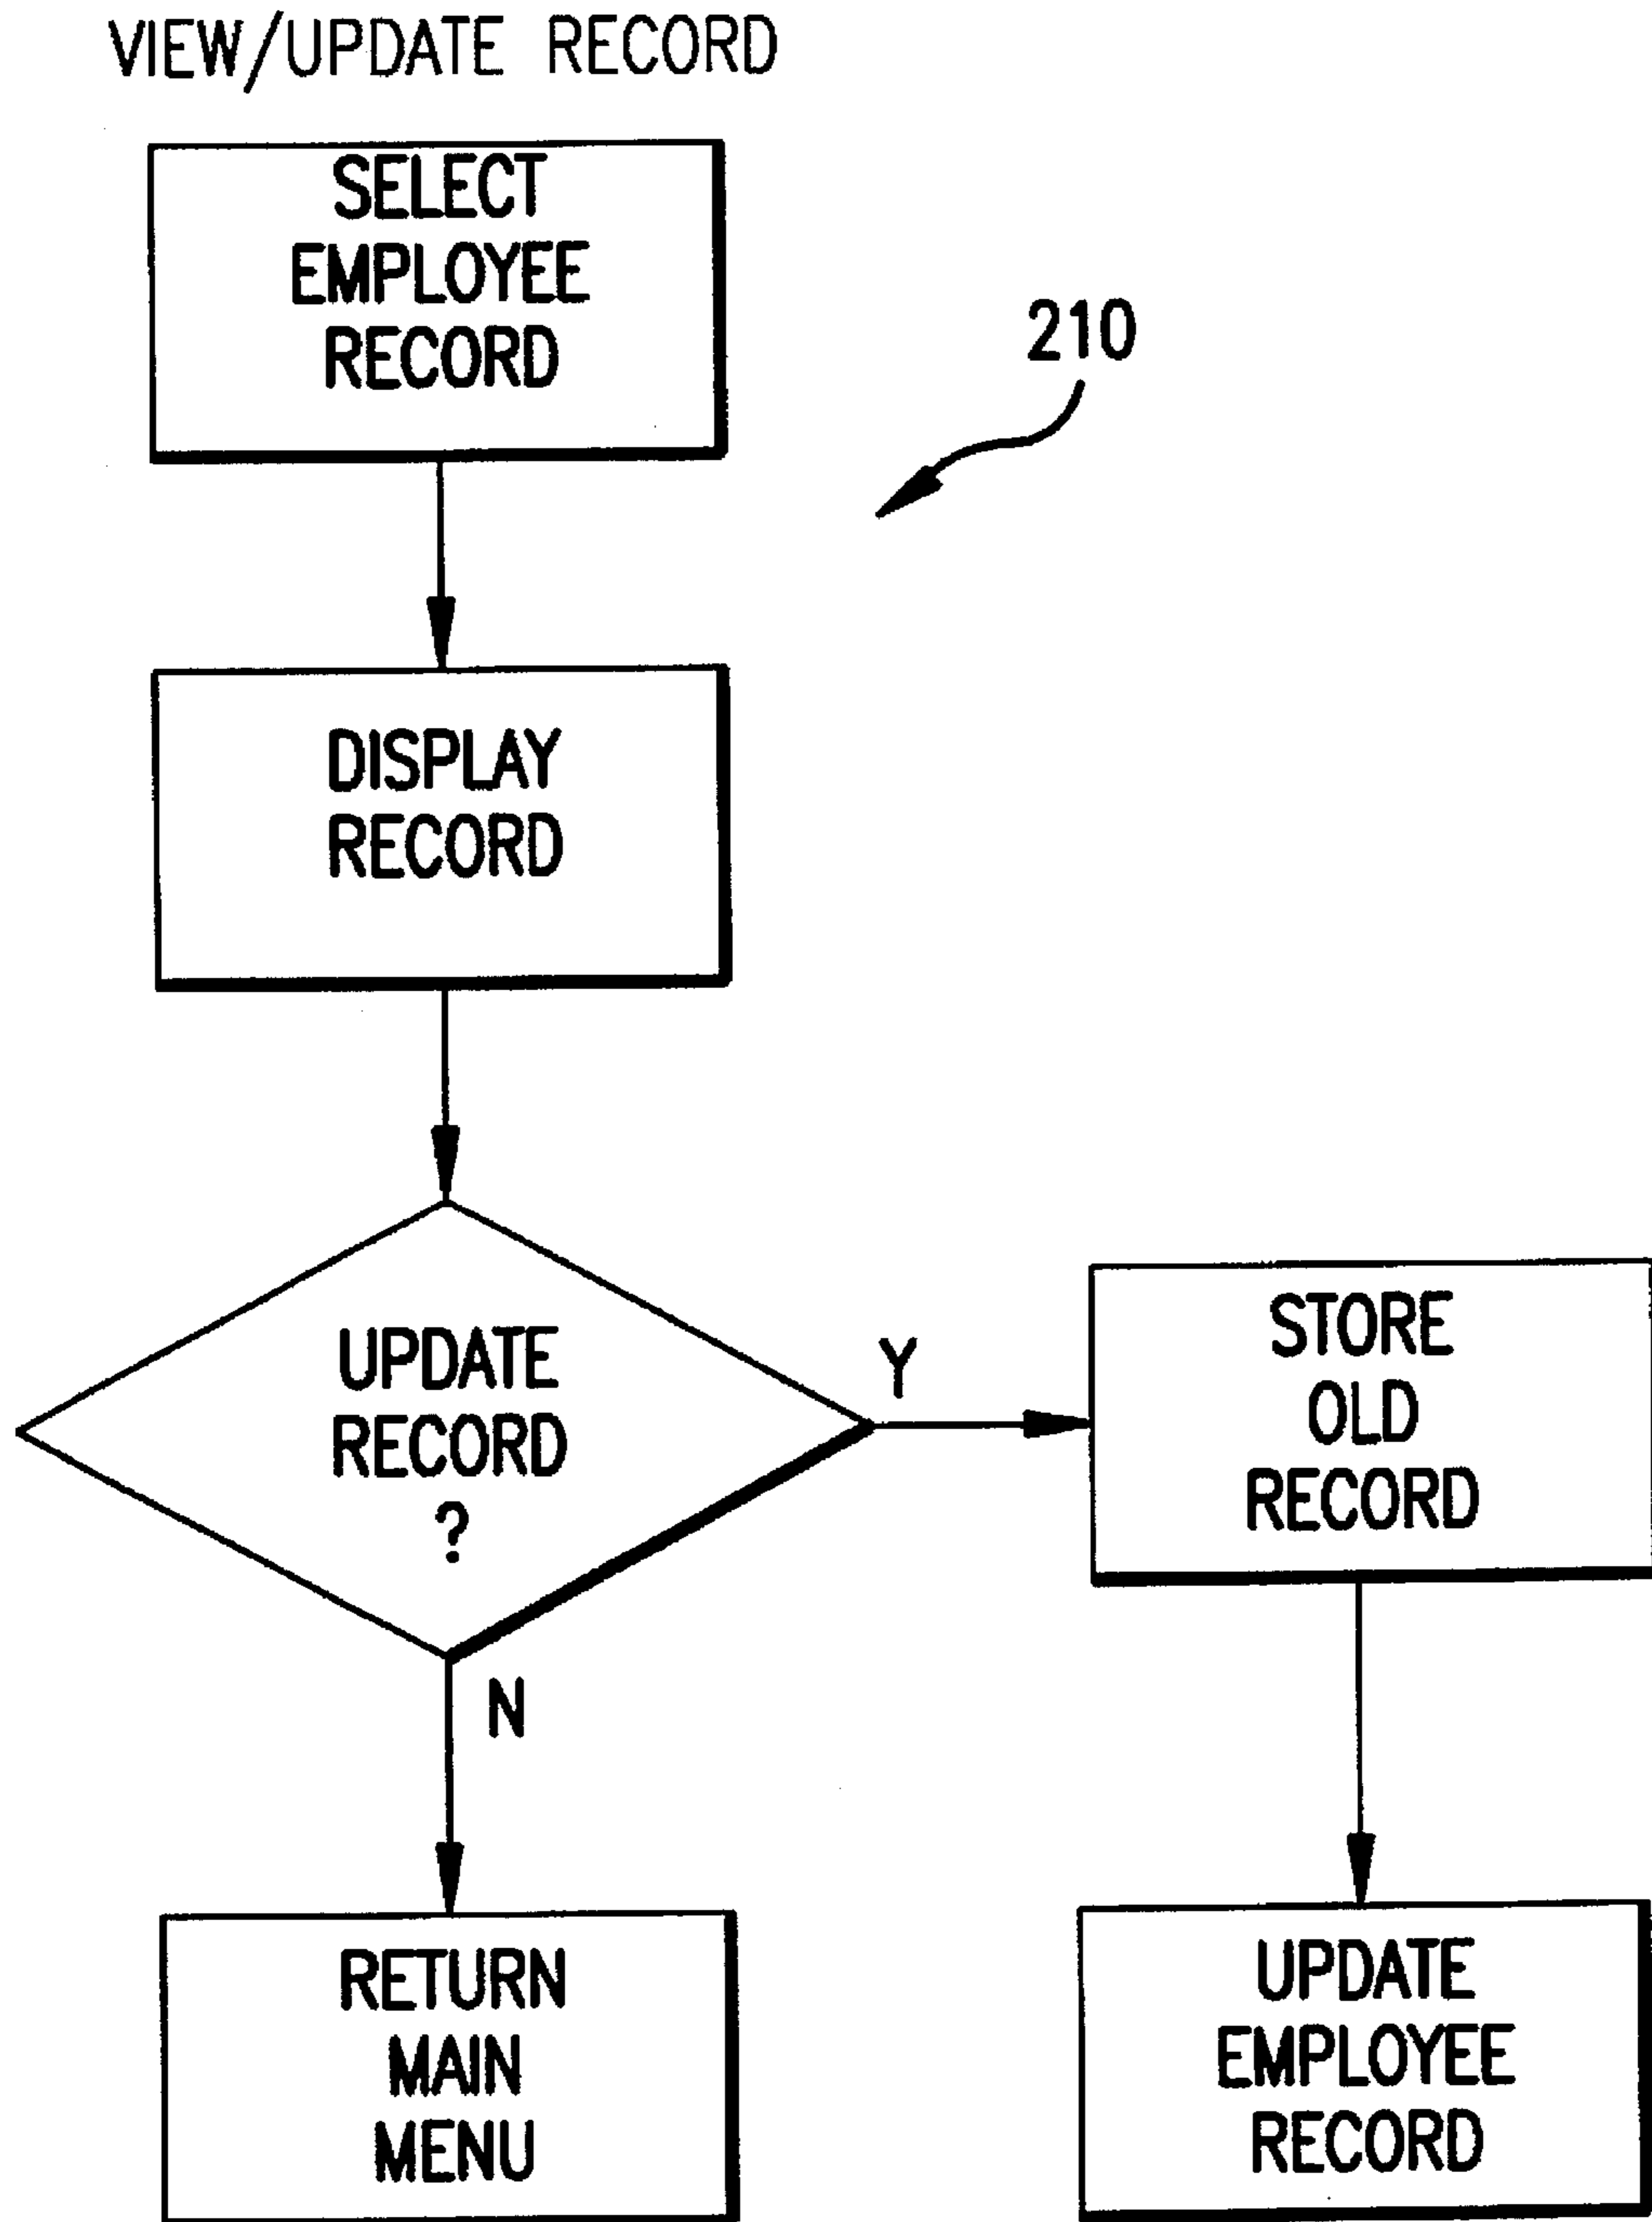 VIEW/UPDATE RECORD
SELECT
EMPLOYEE
RECORD
210
DISPLAY
RECORD
UPDATE
RECORD
?
Y
STORE
OLD
RECORD
N
RETURN
MAIN
MENU
UPDATE
EMPLOYEE
RECORD